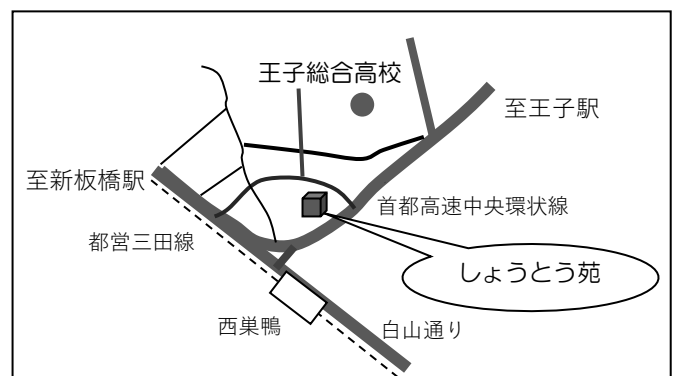 王子総合高校
至王子駅
至新板橋駅
首都高速中央環状線
都営三田線
しょうとう苑
西巣鴨
白山通り